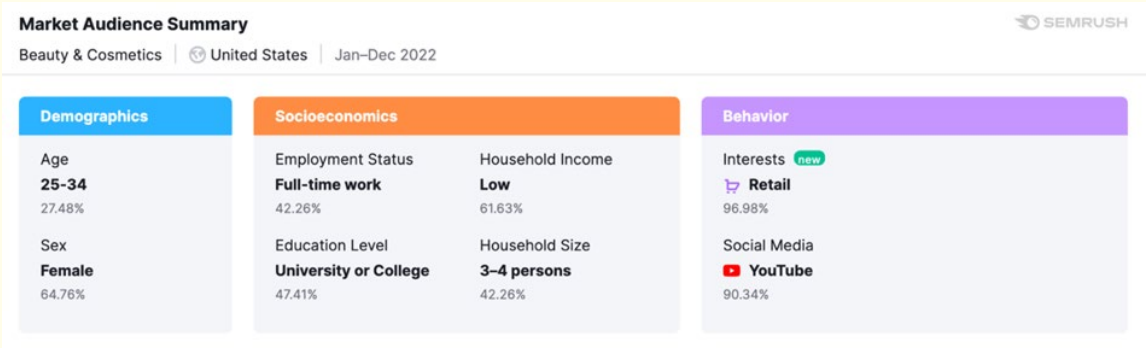 Market Audience Summary
SEMRUSH
Beauty & Cosmetics | United States | Jan–Dec 2022
Demographics
Age
25-34
27.48%
Sex
Female
64.76%
Socioeconomics
Employment Status
Full-time work
42.26%
Education Level
University or College
47.41%
Household Income
Low
61.63%
Household Size
3–4 persons
42.26%
Behavior
Interests new
Retail
96.98%
Social Media
YouTube
90.34%